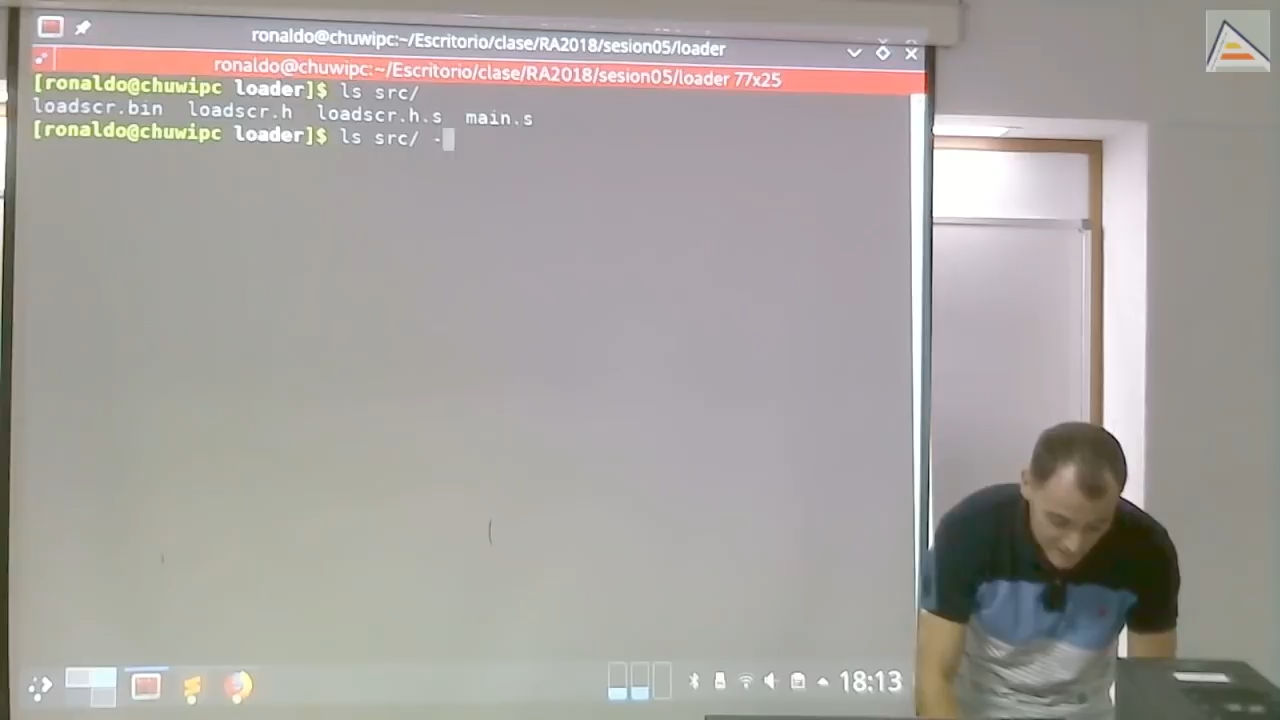 ronaldo@chuwipc:~/Escritorio/clase/RA2018/sesion05/loader
ronaldo@chuwipc:~/Escritorio/clase/RA2018/sesion05/loader 77x25
[ronaldo@chuwipc loader]$ ls src/
loadscr.bin loadscr.h loadscr.h.s main.s
[ronaldo@chuwipc loader]$ ls src/ -
18:13